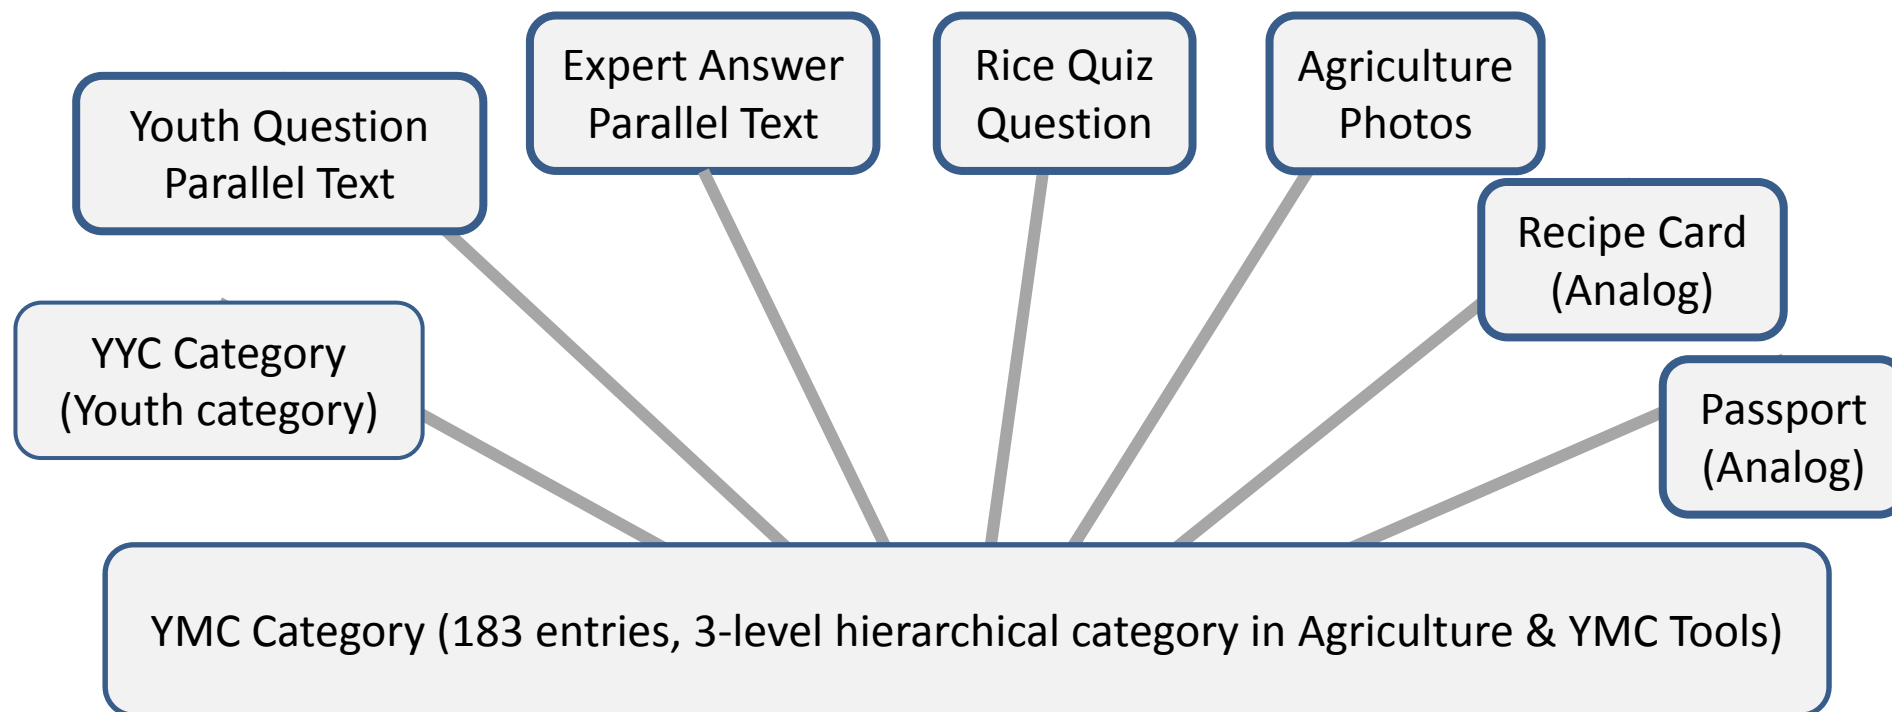 Youth Question
Parallel Text
Expert Answer
Parallel Text
Rice Quiz
Question
Agriculture
Photos
Recipe Card
(Analog)
YYC Category
(Youth category)
Passport
(Analog)
YMC Category (183 entries, 3-level hierarchical category in Agriculture & YMC Tools)